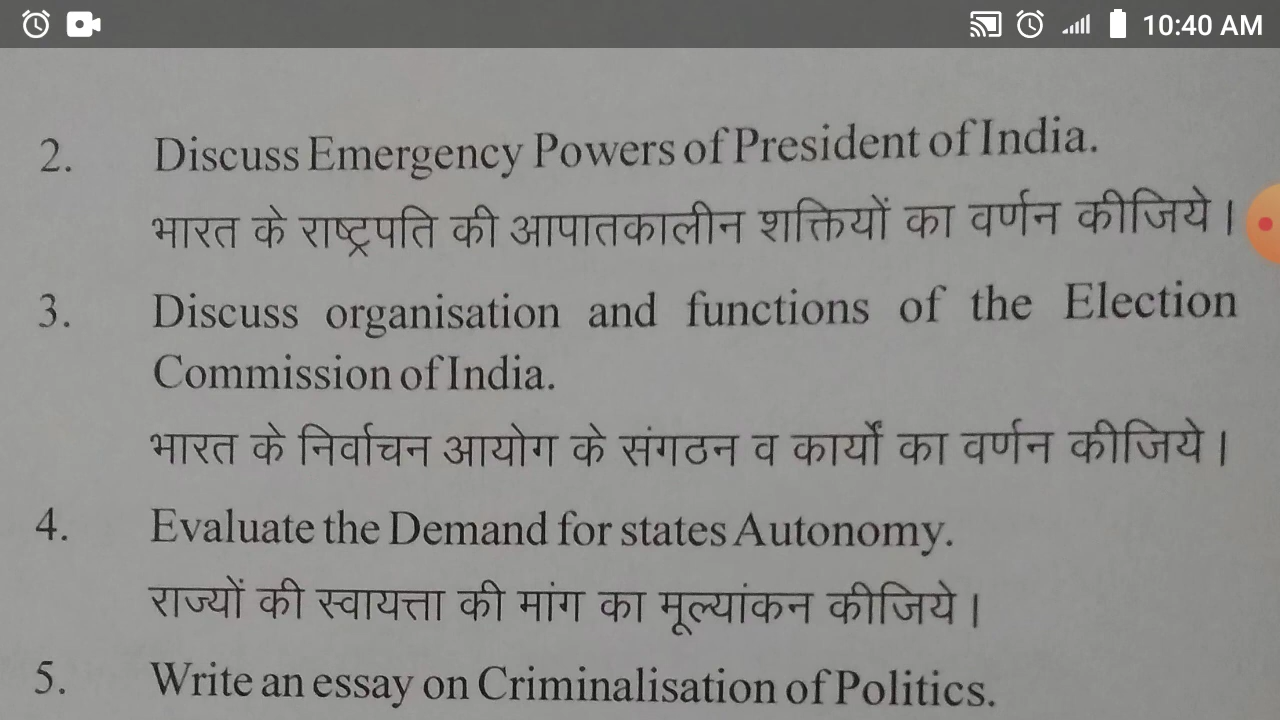 10:40 AM
2. Discuss Emergency Powers of President of India.
भारत के राष्ट्रपति की आपातकालीन शक्तियों का वर्णन कीजिये।
3. Discuss organisation and functions of the Election
Commission of India.
भारत के निर्वाचन आयोग के संगठन व कार्यों का वर्णन कीजिये।
4. Evaluate the Demand for states Autonomy.
राज्यों की स्वायत्ता की मांग का मूल्यांकन कीजिये।
5. Write an essay on Criminalisation of Politics.